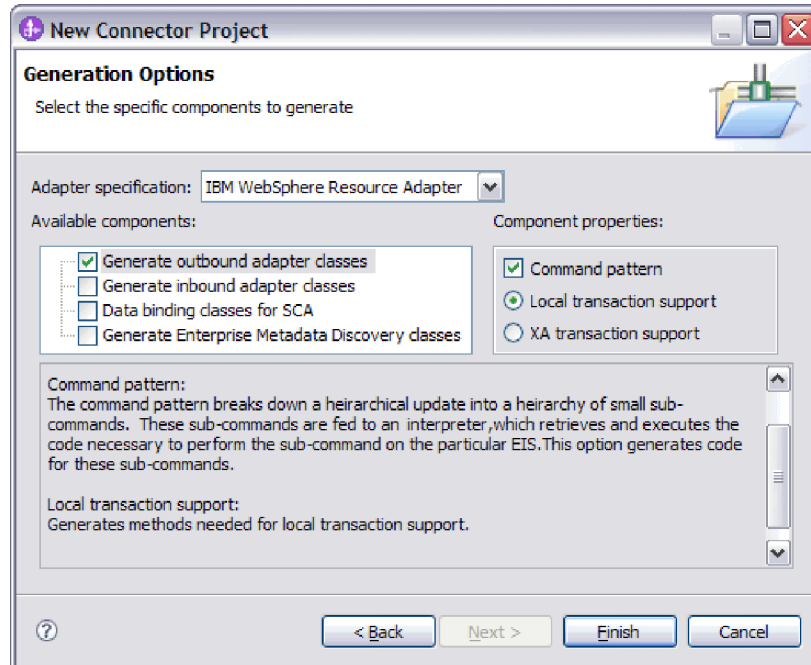 New Connector Project
Generation Options
Select the specific components to generate
Adapter specification: IBM WebSphere Resource Adapter
Available components:
Generate outbound adapter classes
Generate inbound adapter classes
Data binding classes for SCA
Generate Enterprise Metadata Discovery classes
Component properties:
Command pattern
Local transaction support
XA transaction support
Command pattern:
The command pattern breaks down a heirarchical update into a heirarchy of small sub-
commands. These sub-commands are fed to an interpreter,which retrieves and executes the
code necessary to perform the sub-command on the particular EIS.This option generates code
for these sub-commands.
Local transaction support:
Generates methods needed for local transaction support.
? < Back Next > Finish Cancel